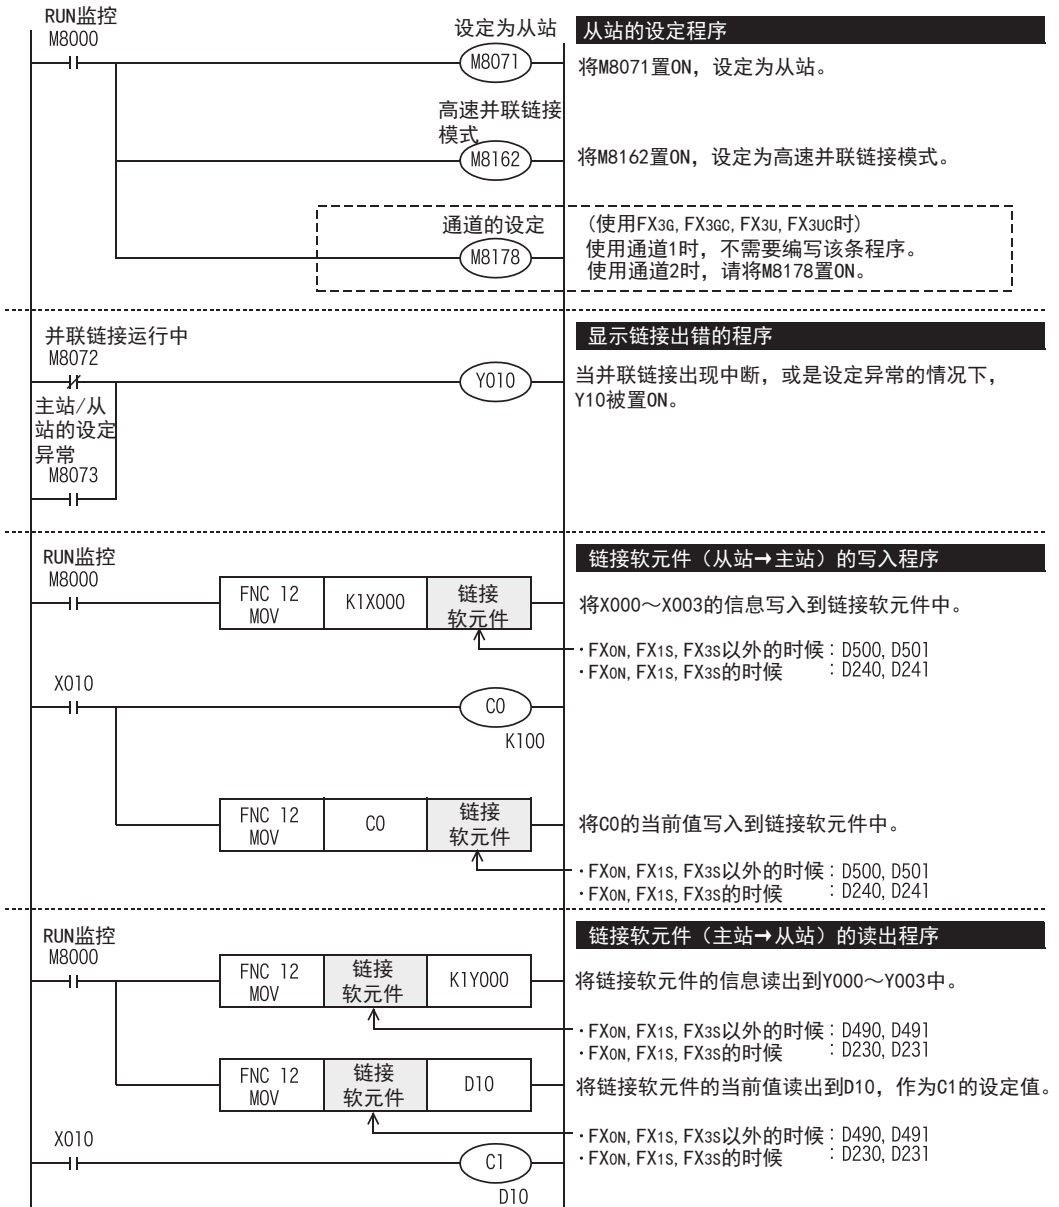 RUN监控
M8000
设定为从站
M8071
从站的设定程序
将M8071置ON，设定为从站。
高速并联链接
模式
M8162
将M8162置ON，设定为高速并联链接模式。
通道的设定
M8178
(使用FX3G, FX3GC, FX3U, FX3UC时)
使用通道1时，不需要编写该条程序。
使用通道2时，请将M8178置ON。
并联链接运行中
M8072
Y010
主站/从
站的设定
异常
M8073
显示链接出错的程序
当并联链接出现中断，或是设定异常的情况下，
Y10被置ON。
RUN监控
M8000
FNC 12
MOV
K1X000
链接
软元件
链接软元件（从站→主站）的写入程序
将X000～X003的信息写入到链接软元件中。
·FX0N, FX1S, FX3S以外的时候：D500, D501
·FX0N, FX1S, FX3S的时候 ：D240, D241
X010
C0
K100
FNC 12
MOV
C0
链接
软元件
将C0的当前值写入到链接软元件中。
·FX0N, FX1S, FX3S以外的时候：D500, D501
·FX0N, FX1S, FX3S的时候 ：D240, D241
RUN监控
M8000
FNC 12
MOV
链接
软元件
K1Y000
链接软元件（主站→从站）的读出程序
将链接软元件的信息读出到Y000～Y003中。
·FX0N, FX1S, FX3S以外的时候：D490, D491
·FX0N, FX1S, FX3S的时候 ：D230, D231
FNC 12
MOV
链接
软元件
D10
将链接软元件的当前值读出到D10，作为C1的设定值。
·FX0N, FX1S, FX3S以外的时候：D490, D491
·FX0N, FX1S, FX3S的时候 ：D230, D231
X010
C1
D10